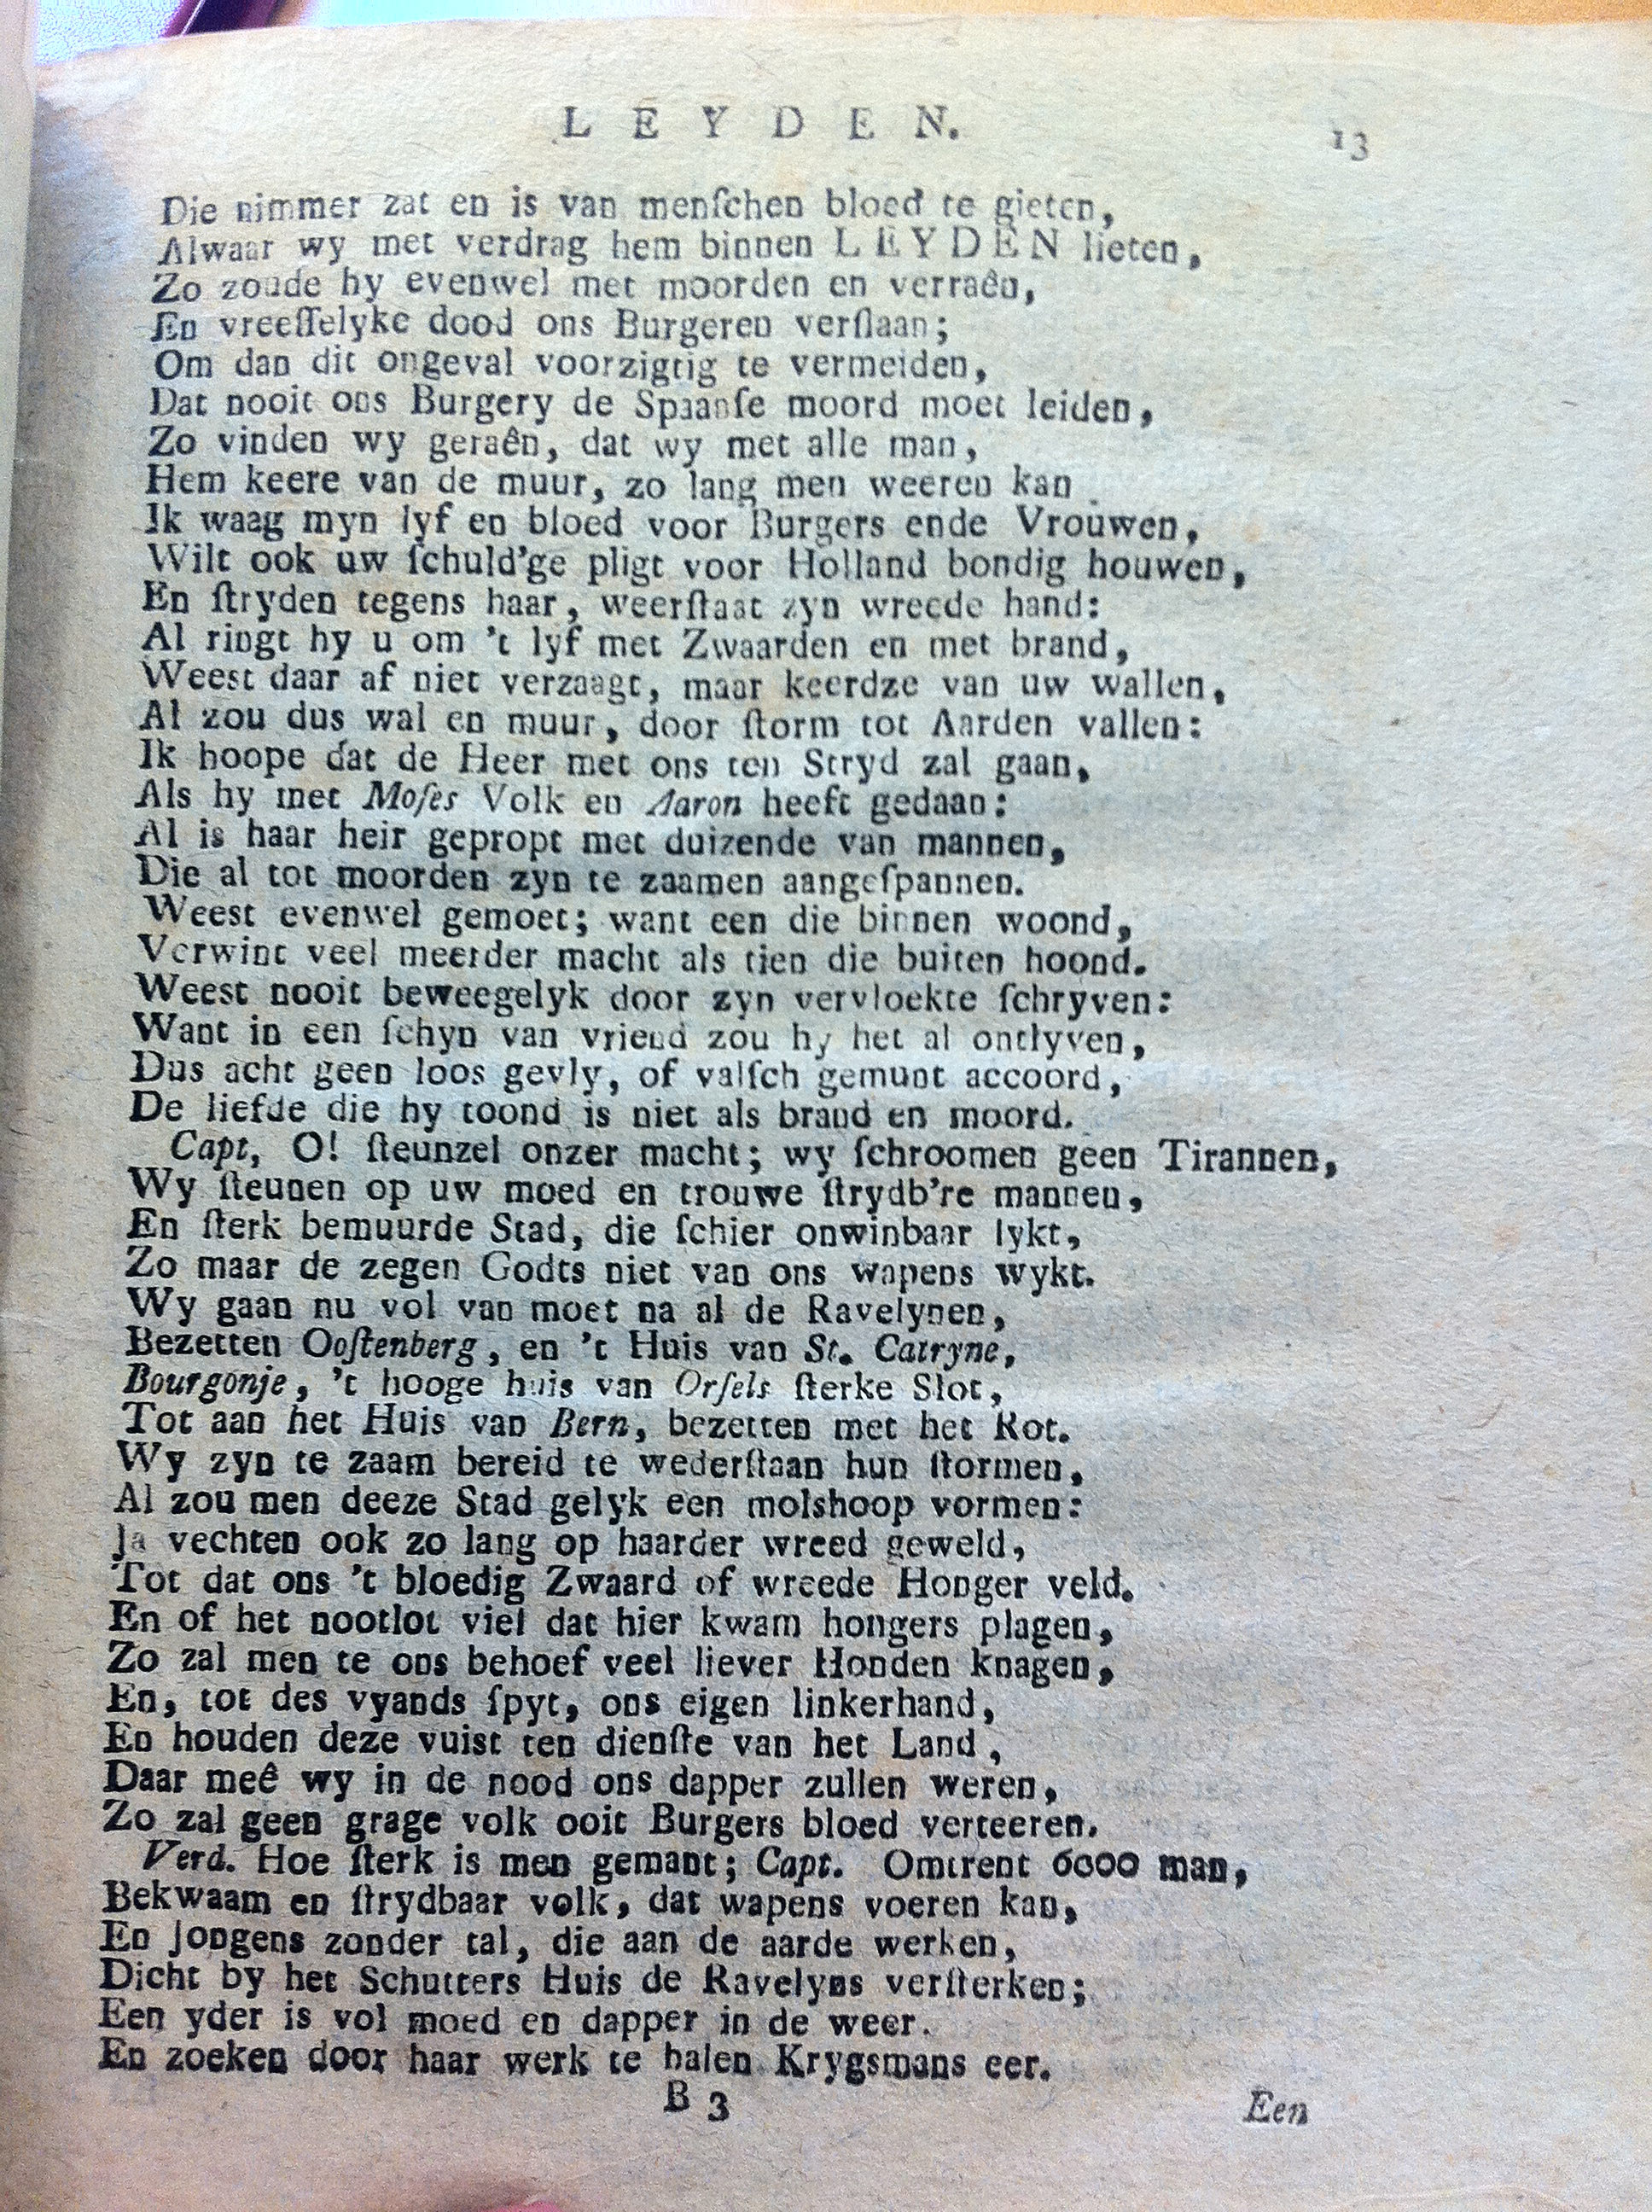 LEYDEN. 13
Die nimmer zat en is van menſchen bloed te gieten,
Alwaar wy met verdrag hem binnen LEYDEN lieten,
Zo zoude hy evenwel met moorden en verraên,
En vreeſſelyke dood ons Burgeren verſlaan;
Om dan dit ongeval voorzigtig te vermeiden,
Dat nooit ons Burgery de Spaanſe moord moet leiden,
Zo vinden wy geraên, dat wy met alle man,
Hem keere van de muur, zo lang men weeren kan.
Ik waag myn lyf en bloed voor Burgers ende Vrouwen,
Wilt ook uw ſchuld'ge pligt voor Holland bondig houwen,
En ſtryden tegens haar, weerſtaat zyn wreede hand:
Al ringt hy u om 't lyf met Zwaarden en met brand,
Weest daar af niet verzaagt, maar keerdze van uw wallen,
Al zou dus wal en muur, door ſtorm tot Aarden vallen:
Ik hoope dat de Heer met ons ten Stryd zal gaan,
Als hy met Moſes Volk en Aaron heeft gedaan:
Al is haar heir gepropt met duizende van mannen,
Die al tot moorden zyn te zaamen aangeſpannen.
Weest evenwel gemoet; want een die binnen woond,
Verwint veel meerder macht als tien die buiten hoond.
Weest nooit beweegelyk door zyn vervloekte ſchryven:
Want in een ſchyn van vriend zou hy het al ontlyven,
Dus acht geen loos gevly, of valſch gemunt accoord,
De liefde die hy toond is niet als brand en moord.
Capt, O! ſteunzel onzer macht; wy ſchroomen geen Tirannen,
Wy ſteunen op uw moed en trouwe ſtrydb're mannen,
En ſterk bemuurde Stad, die ſchier onwinbaar lykt,
Zo maar de zegen Godts niet van ons wapens wykt.
Wy gaan nu vol van moet na al de Ravelynen,
Bezetten Ooſtenberg, en 't Huis van St. Catryne,
Bourgonje, 't hooge huis van Orſels ſterke Slot,
Tot aan het Huis van Bern, bezetten met het Rot.
Wy zyn te zaam bereid te wederſtaan hun ſtormen,
Al zou men deeze Stad gelyk een molshoop vormen:
Ja vechten ook zo lang op haarder wreed geweld,
Tot dat ons 't bloedig Zwaard of wreede Honger veld.
En of het nootlot viel dat hier kwam hongers plagen,
Zo zal men te ons behoef veel liever Honden knagen,
En, tot des vyands ſpyt, ons eigen linkerhand,
En houden deze vuist ten dienſte van het Land,
Daar meê wy in de nood ons dapper zullen weren,
Zo zal geen grage volk ooit Burgers bloed verteeren.
Verd. Hoe ſterk is men gemant; Capt. Omtrent 6000 man,
Bekwaam en ſtrydbaar volk, dat wapens voeren kan,
En jongens zonder tal, die aan de aarde werken,
Dicht by het Schutters Huis de Ravelyns verſterken;
Een yder is vol moed en dapper in de weer.
En zoeken door haar werk te halen Krygsmans eer.
B 3 Een